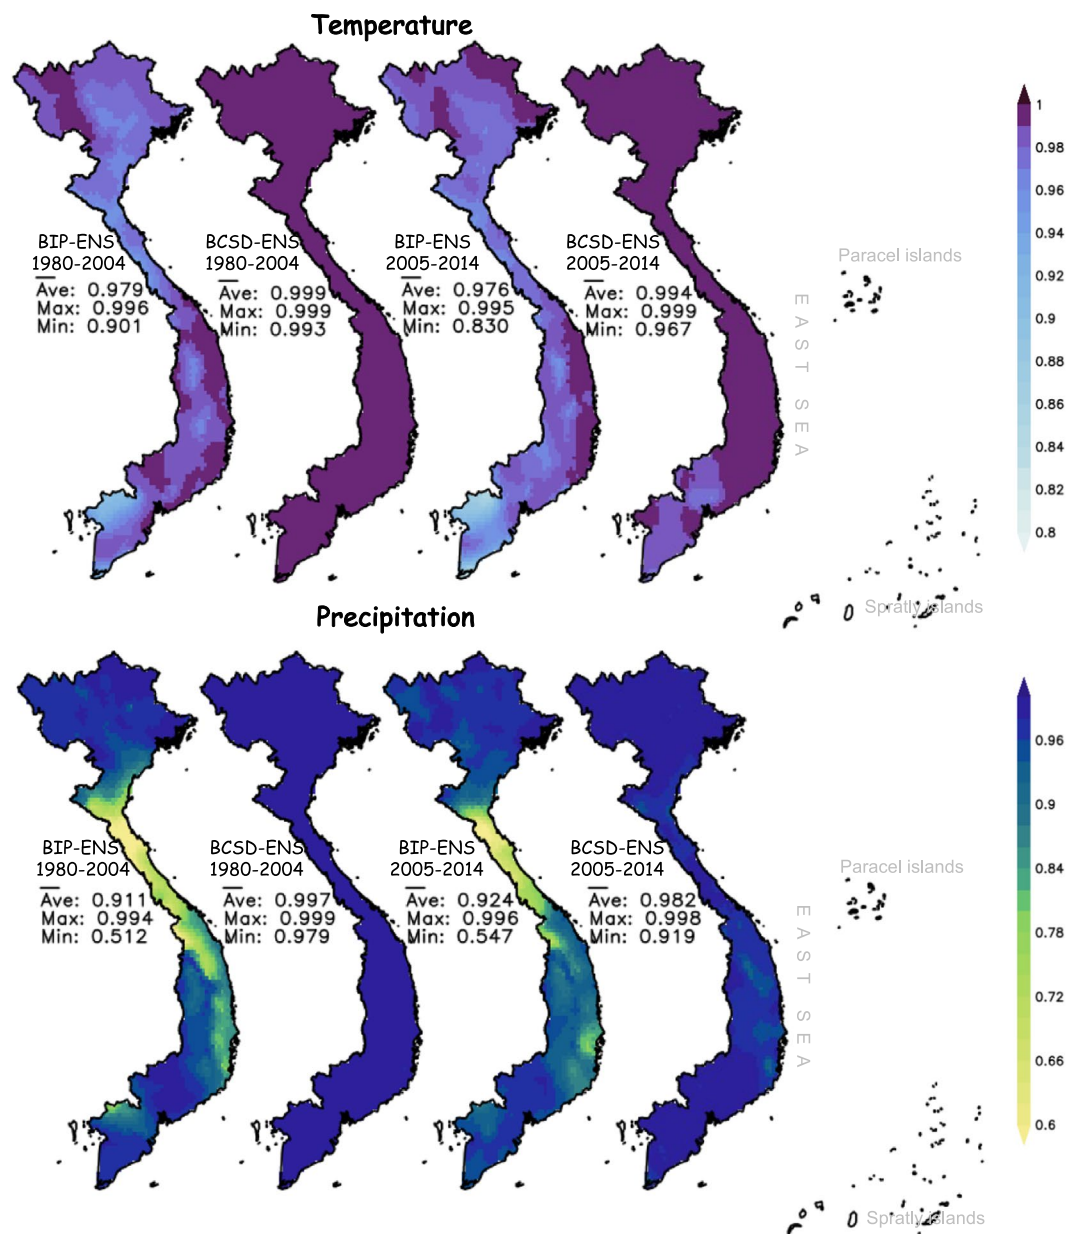 Temperature
BIP-ENS
1980-2004
Ave: 0.979
Max: 0.996
Min: 0.901
BCSD-ENS
1980-2004
Ave: 0.999
Max: 0.999
Min: 0.993
BIP-ENS
2005-2014
Ave: 0.976
Max: 0.995
Min: 0.830
BCSD-ENS
2005-2014
Ave: 0.994
Max: 0.999
Min: 0.967
Paracel islands
EAST SEA
Spratly islands
1
0.98
0.96
0.94
0.92
0.9
0.88
0.86
0.84
0.82
0.8
Precipitation
BIP-ENS
1980-2004
Ave: 0.911
Max: 0.994
Min: 0.512
BCSD-ENS
1980-2004
Ave: 0.997
Max: 0.999
Min: 0.979
BIP-ENS
2005-2014
Ave: 0.924
Max: 0.996
Min: 0.547
BCSD-ENS
2005-2014
Ave: 0.982
Max: 0.998
Min: 0.919
Paracel islands
EAST SEA
Spratly islands
0.96
0.9
0.84
0.78
0.72
0.66
0.6